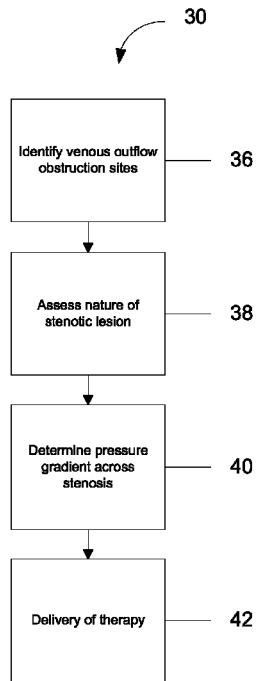 30
Identify venous outflow
obstruction sites
36
Assess nature of
stenotic lesion
38
Determine pressure
gradient across
stenosis
40
Delivery of therapy
42